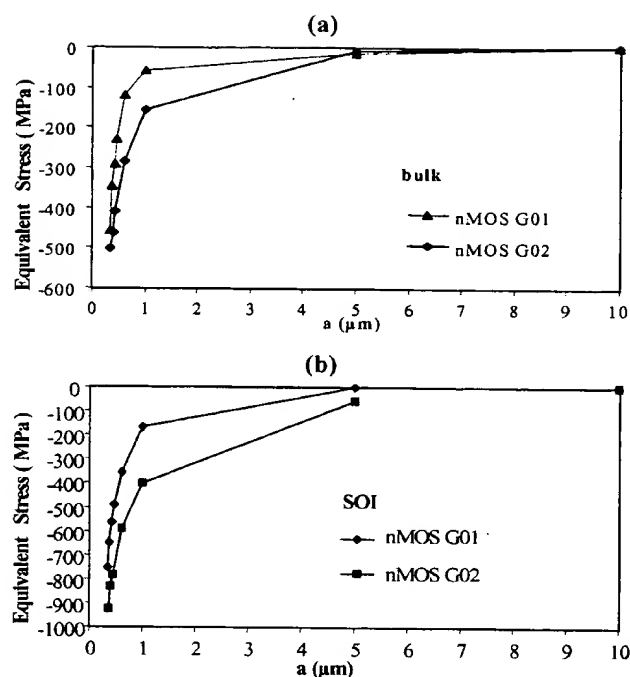 (a)
0
-100
-200
-300
-400
-500
-600
Equivalent Stress (MPa)
bulk
nMOS G01
nMOS G02
0 1 2 3 4 5 6 7 8 9 10
a (µm)
(b)
0
-100
-200
-300
-400
-500
-600
-700
-800
-900
-1000
Equivalent Stress (MPa)
SOI
nMOS G01
nMOS G02
0 1 2 3 4 5 6 7 8 9 10
a (µm)